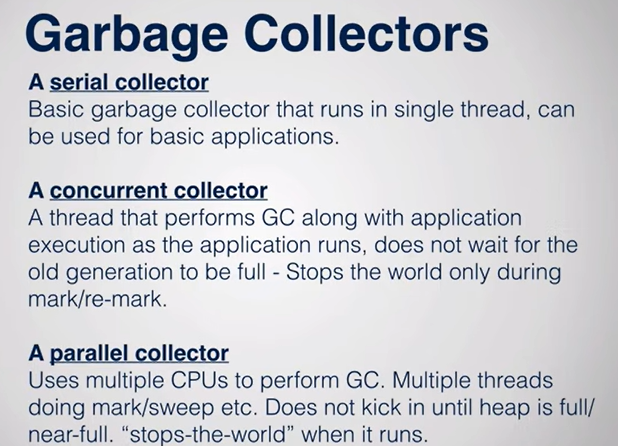 Garbage Collectors
A serial collector
Basic garbage collector that runs in single thread, can
be used for basic applications.
A concurrent collector
A thread that performs GC along with application
execution as the application runs, does not wait for the
old generation to be full - Stops the world only during
mark/re-mark.
A parallel collector
Uses multiple CPUs to perform GC. Multiple threads
doing mark/sweep etc. Does not kick in until heap is full/
near-full. “stops-the-world” when it runs.